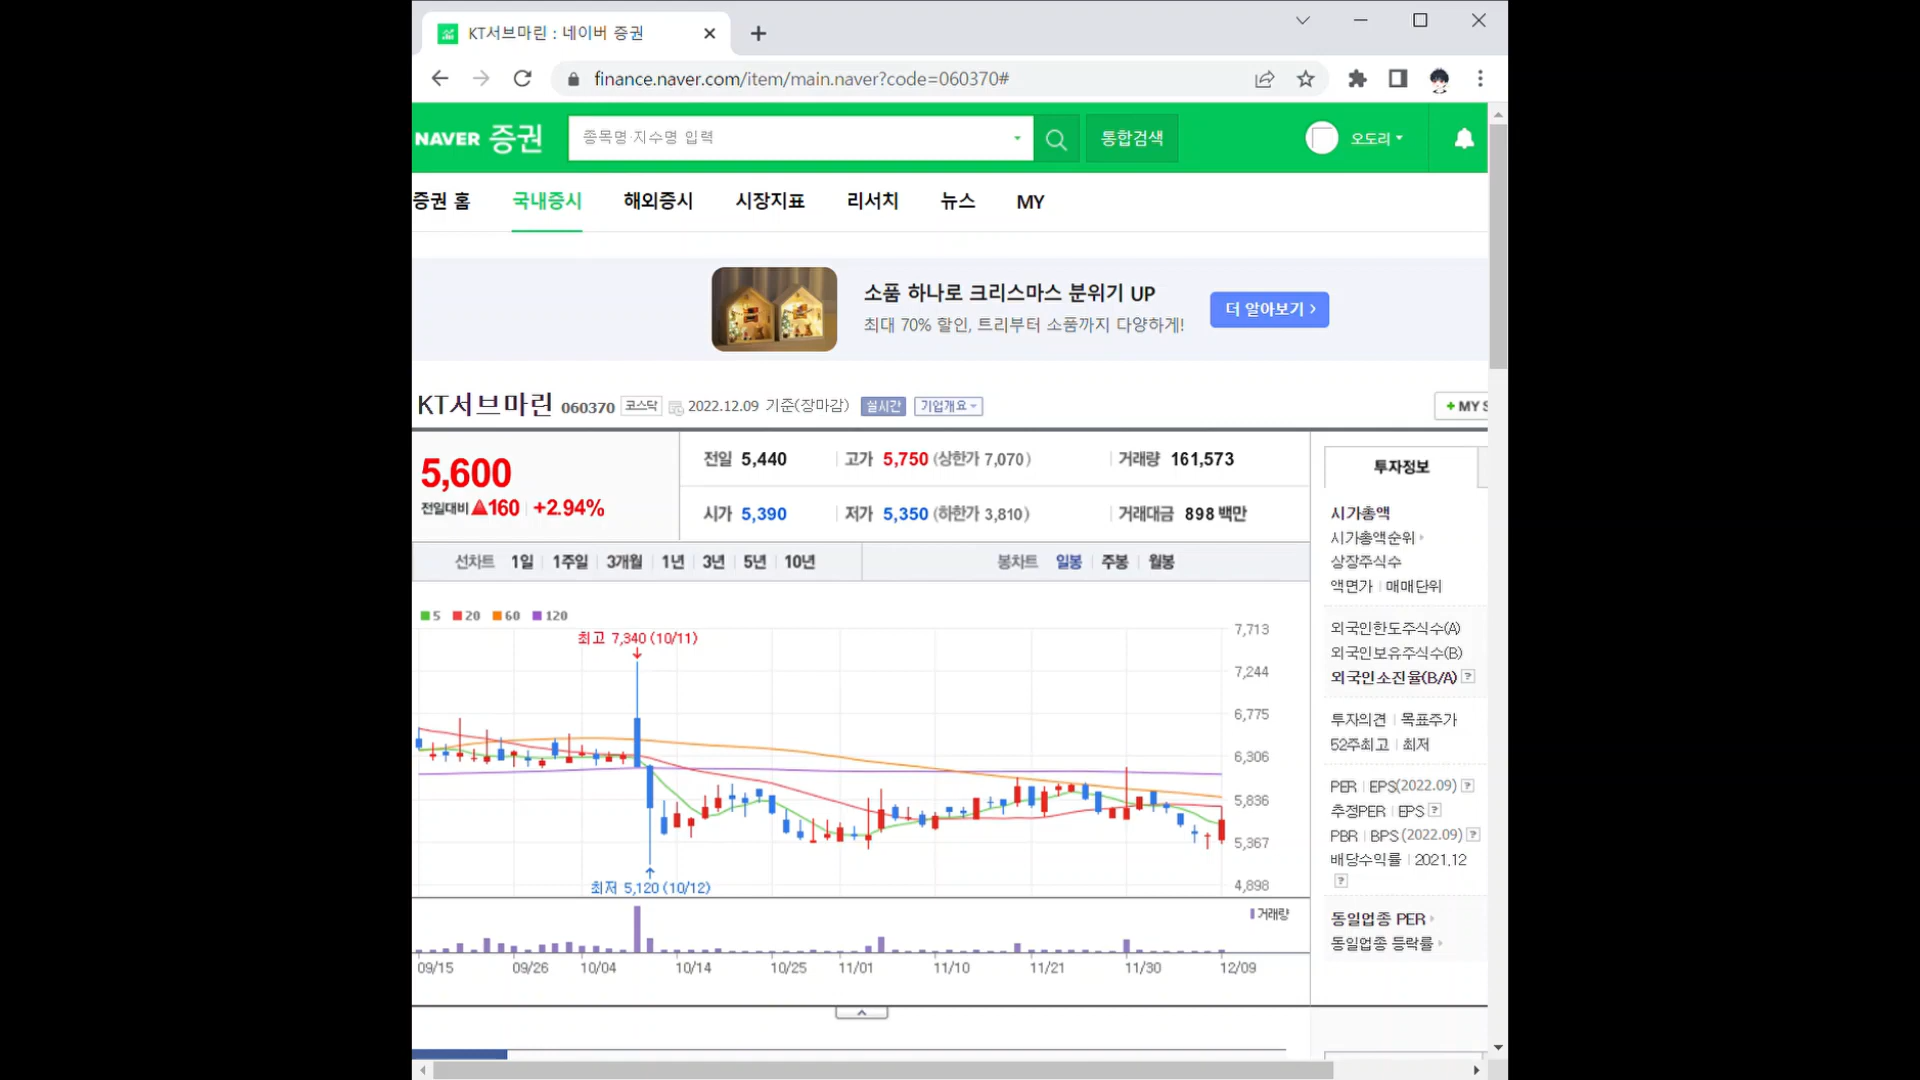 KT서브마린 : 네이버 증권
finance.naver.com/item/main.naver?code=060370#
NAVER 증권
종목명·지수명 입력
통합검색
오도리
증권 홈 국내증시 해외증시 시장지표 리서치 뉴스 MY
소품 하나로 크리스마스 분위기 UP
최대 70% 할인, 트리부터 소품까지 다양하게!
더 알아보기
KT서브마린 060370 코스닥 2022.12.09 기준(장마감) 실시간 기업개요
+ MY S
5,600
전일대비 ▲160 +2.94%
전일 5,440 고가 5,750 (상한가 7,070) 거래량 161,573
시가 5,390 저가 5,350 (하한가 3,810) 거래대금 898 백만
선차트 1일 1주일 3개월 1년 3년 5년 10년 봉차트 일봉 주봉 월봉
5 20 60 120
최고 7,340 (10/11)
7,713
7,244
6,775
6,306
5,836
5,367
4,898
최저 5,120 (10/12)
거래량
09/15 09/26 10/04 10/14 10/25 11/01 11/10 11/21 11/30 12/09
투자정보
시가총액
시가총액순위
상장주식수
액면가 매매단위
외국인한도주식수(A)
외국인보유주식수(B)
외국인소진율(B/A) ?
투자의견 목표주가
52주최고 최저
PER EPS(2022.09) ?
추정PER EPS ?
PBR BPS (2022.09) ?
배당수익률 2021.12
?
동일업종 PER
동일업종 등락률